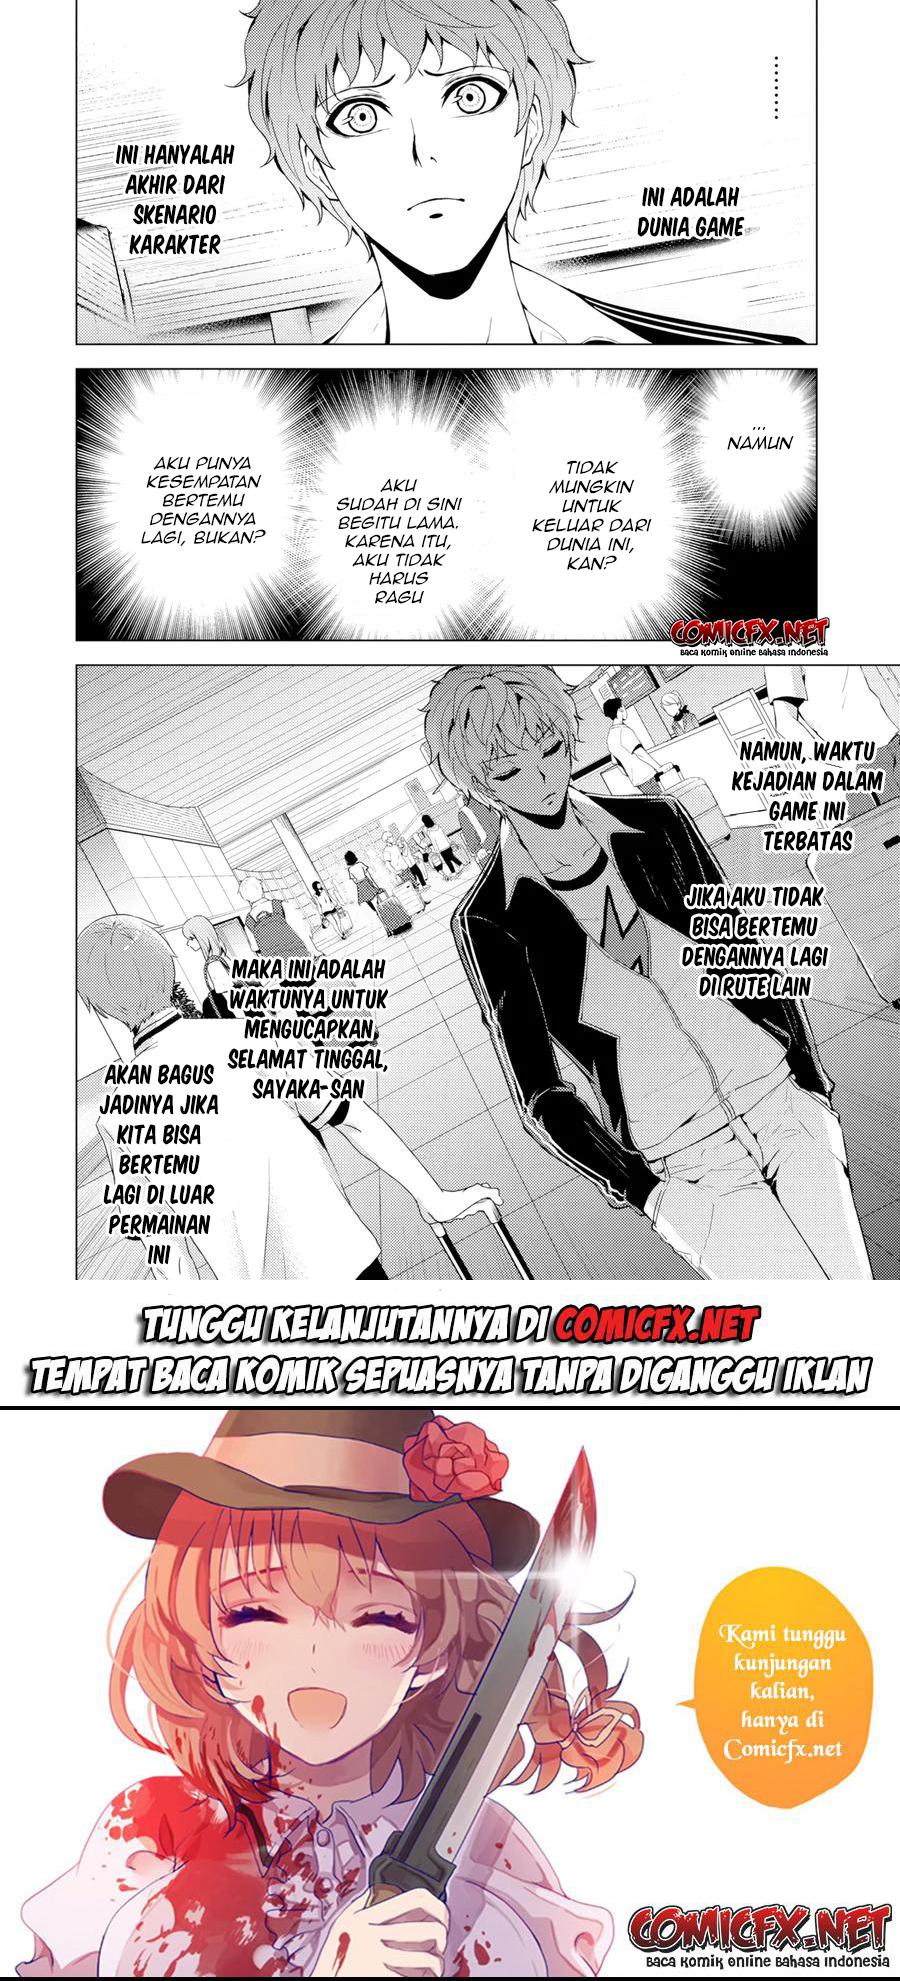 .........
INI ADALAH
DUNIA GAME
INI HANYALAH
AKHIR DARI
SKENARIO
KARAKTER
...
NAMUN
TIDAK
MUNGKIN
UNTUK
KELUAR DARI
DUNIA INI,
KAN?
AKU
SUDAH DI SINI
BEGITU LAMA.
KARENA ITU,
AKU TIDAK
HARUS
RAGU
AKU PUNYA
KESEMPATAN
BERTEMU
DENGANNYA
LAGI, BUKAN?
COMICFX.NET
Baca Komik Online Bahasa Indonesia
NAMUN, WAKTU
KEJADIAN DALAM
GAME INI
TERBATAS
JIKA AKU TIDAK
BISA BERTEMU
DENGANNYA LAGI
DI RUTE LAIN
MAKA INI ADALAH
WAKTUNYA UNTUK
MENGUCAPKAN
SELAMAT TINGGAL,
SAYAKA-SAN
AKAN BAGUS
JADINYA JIKA
KITA BISA
BERTEMU
LAGI DI LUAR
PERMAINAN
INI
TUNGGU KELANJUTANNYA DI COMICFX.NET
TEMPAT BACA KOMIK SEPUASNYA TANPA DIGANGGU IKLAN
Kami tunggu
kunjungan
kalian,
hanya di
Comicfx.net
COMICFX.NET
Baca Komik Online Bahasa Indonesia